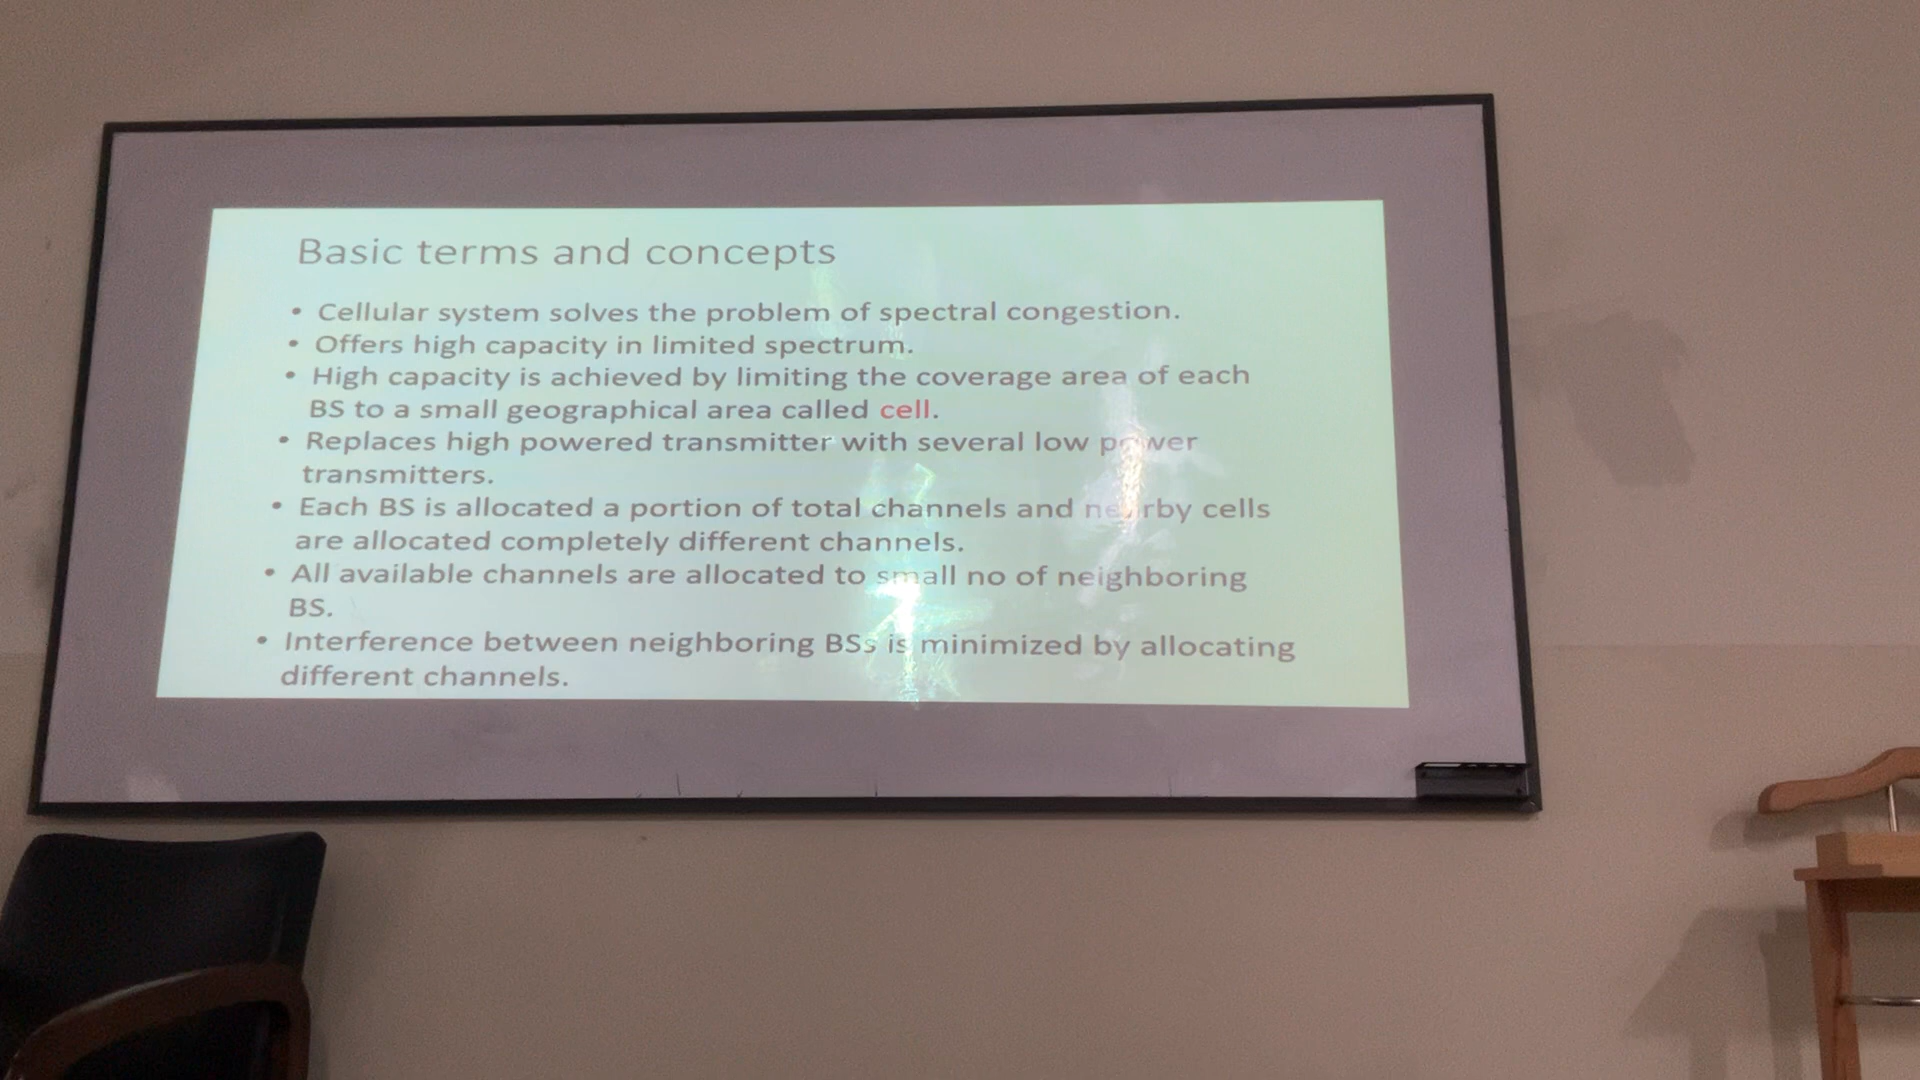 Basic terms and concepts
• Cellular system solves the problem of spectral congestion.
• Offers high capacity in limited spectrum.
• High capacity is achieved by limiting the coverage area of each
BS to a small geographical area called cell.
• Replaces high powered transmitter with several low power
transmitters.
• Each BS is allocated a portion of total channels and nearby cells
are allocated completely different channels.
• All available channels are allocated to small no of neighboring
BS.
• Interference between neighboring BSs is minimized by allocating
different channels.